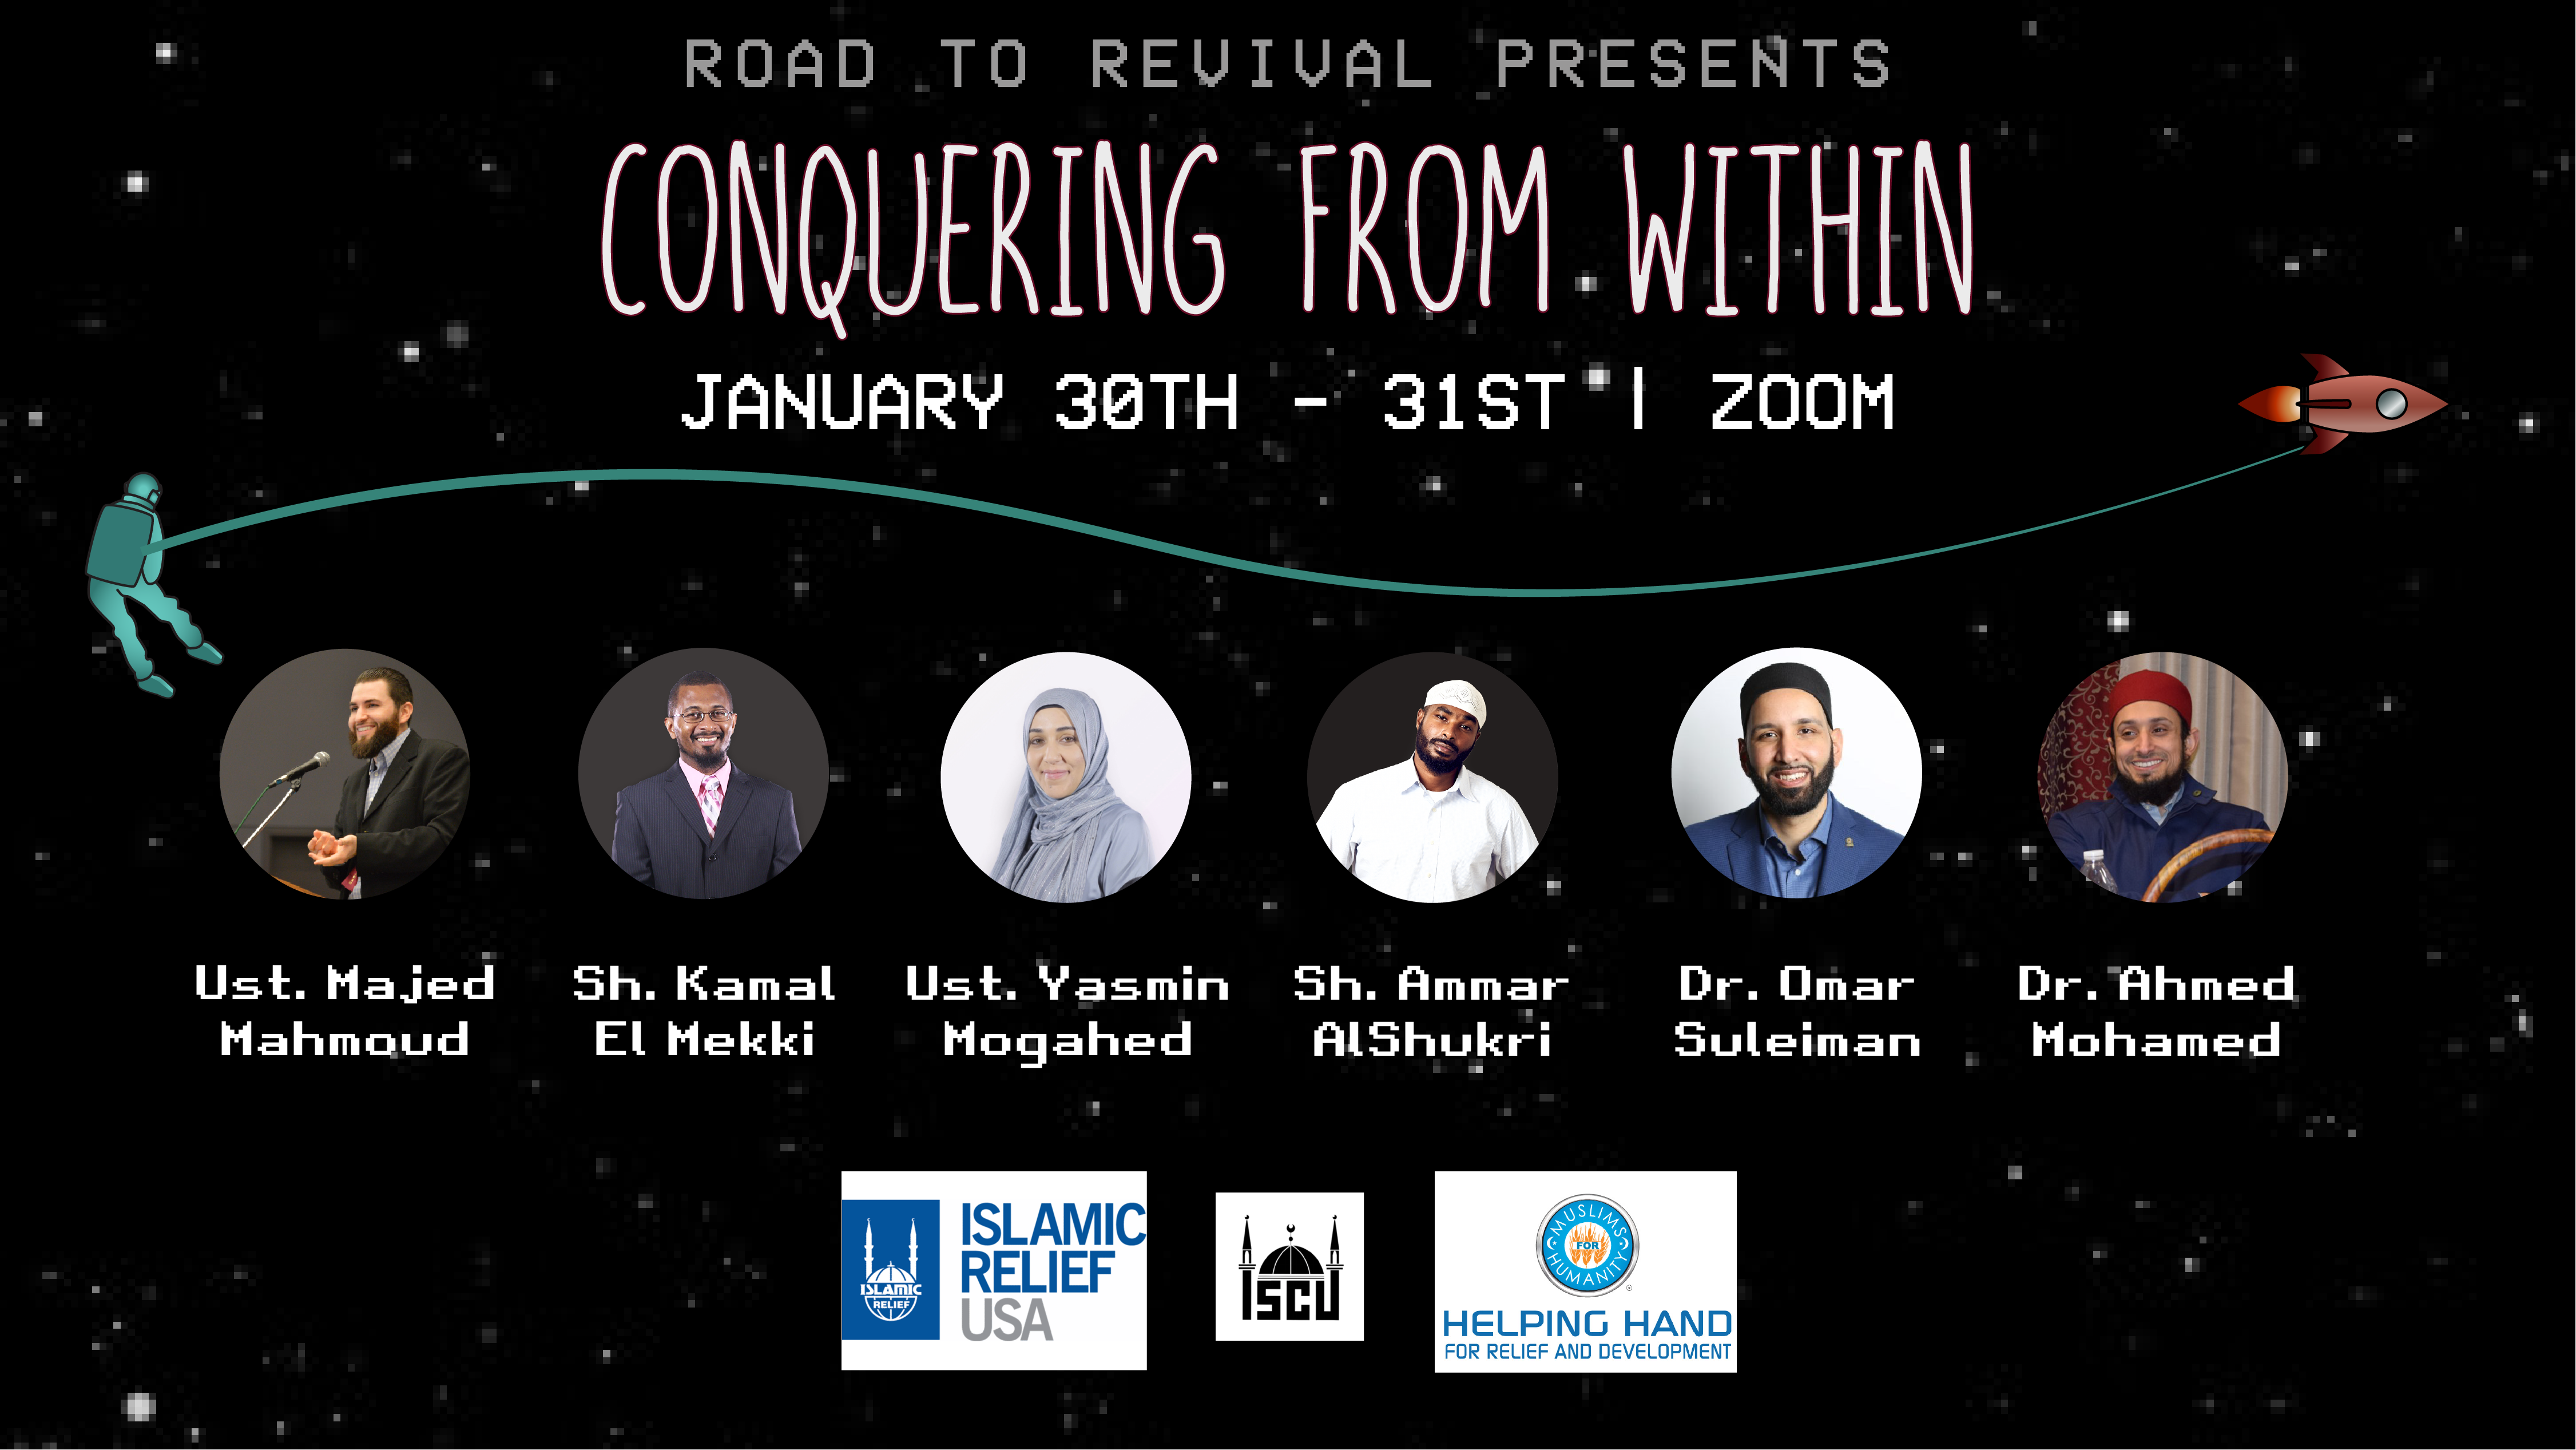 ROAD TO REVIVAL PRESENTS
CONQUERING FROM WITHIN
JANUARY 30TH - 31ST | ZOOM
Ust. Majed
Mahmoud
Sh. Kamal
El Mekki
Ust. Yasmin
Mogahed
Sh. Ammar
AlShukri
Dr. Omar
Suleiman
Dr. Ahmed
Mohamed
ISLAMIC
RELIEF
ISLAMIC
RELIEF
USA
ISCU
MUSLIMS
FOR
HUMANITY
®
HELPING HAND
FOR RELIEF AND DEVELOPMENT